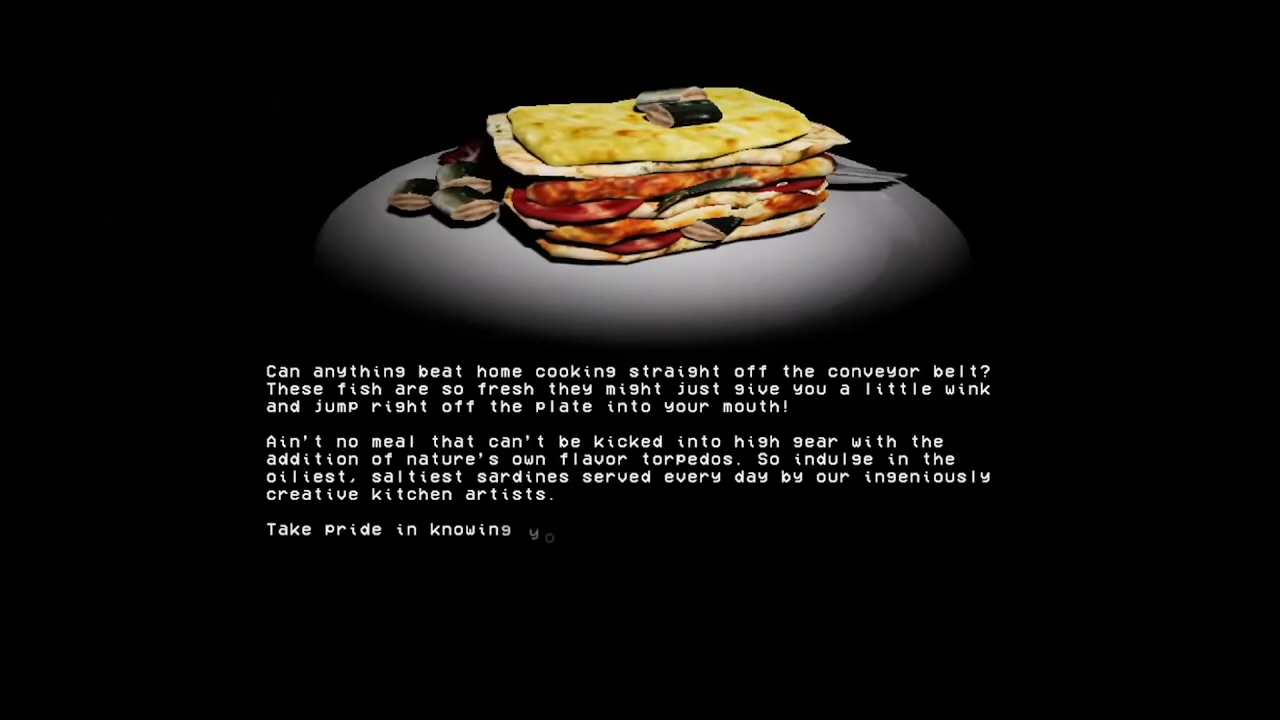 Can anything beat home cooking straight off the conveyor belt?
These fish are so fresh they might just give you a little wink
and jump right off the plate into your mouth!
Ain't no meal that can't be kicked into high gear with the
addition of nature's own flavor torpedos. So indulge in the
oiliest, saltiest sardines served every day by our ingeniously
creative kitchen artists.
Take pride in knowing yo